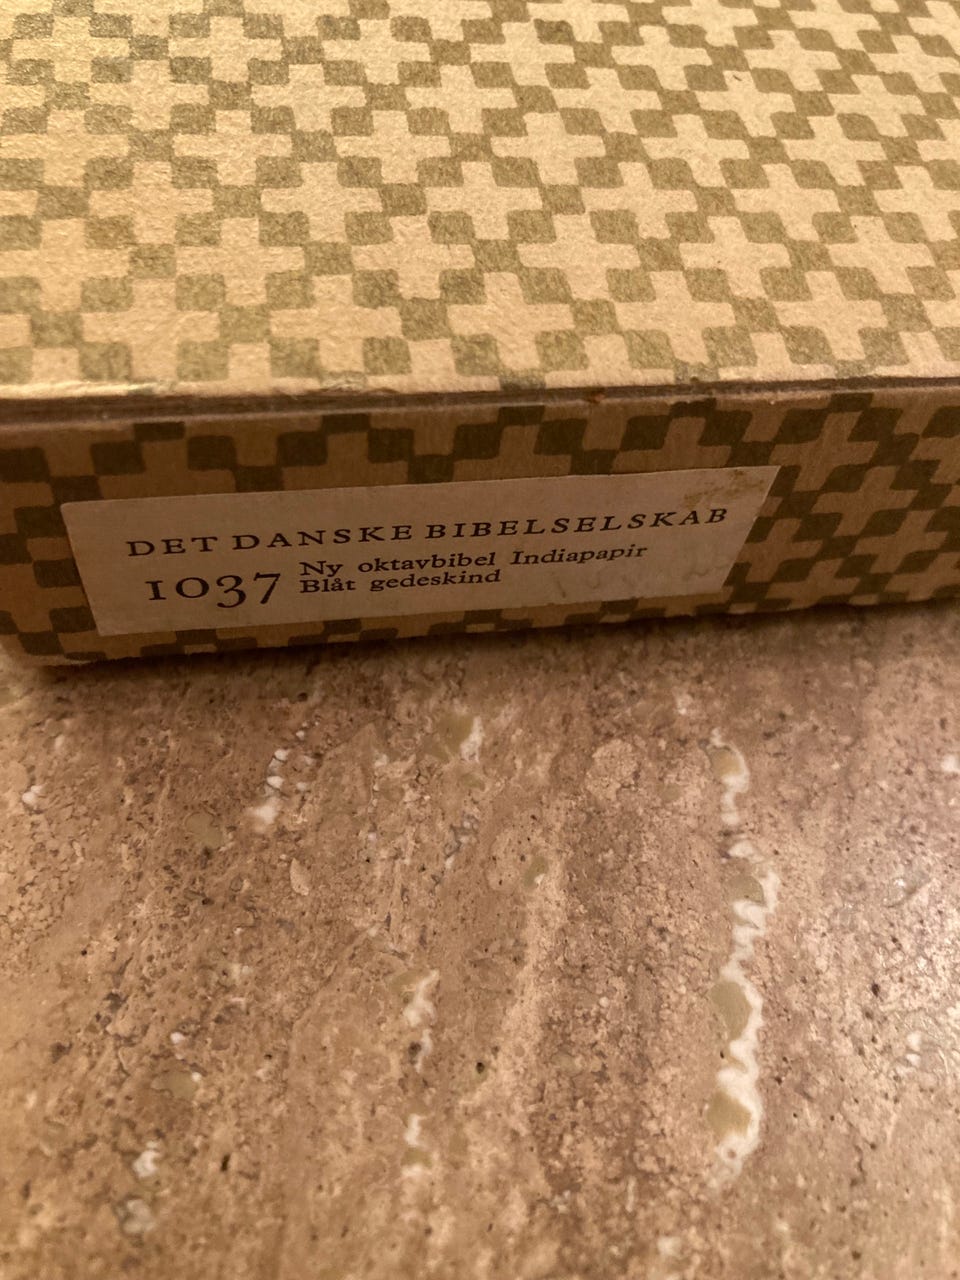 DET DANSKE BIBELSELSKAB
1037 Ny oktavbibel Indiapapir
Blåt gedeskind